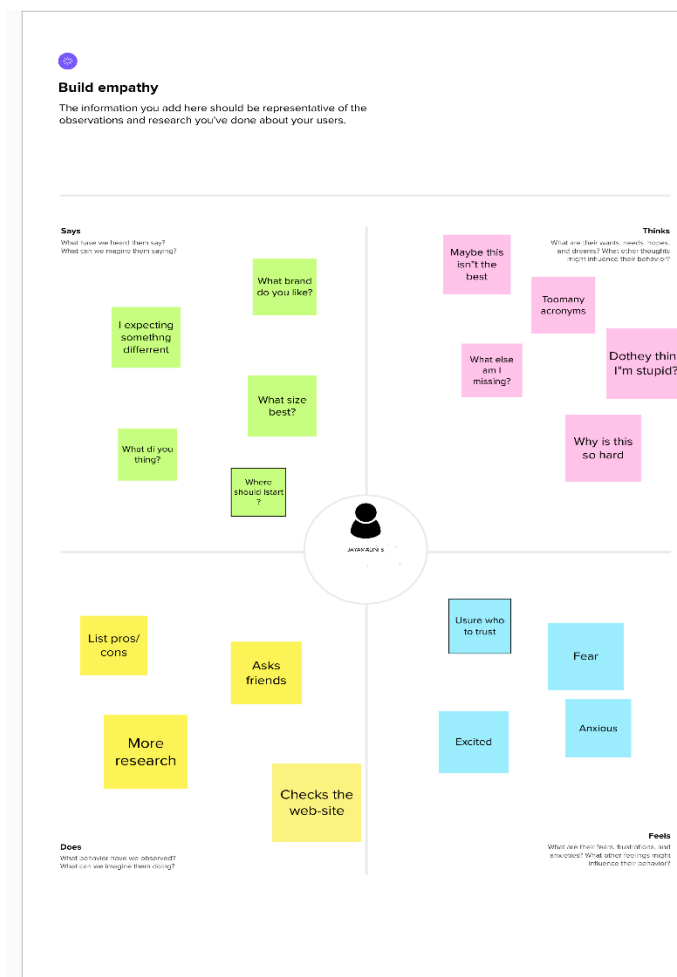 Build empathy
The information you add here should be representative of the
observations and research you've done about your users.
Says
What have we heard them say?
What can we imagine them saying?
What brand
do you like?
I expecting
somethng
differrent
What size
best?
What di you
thing?
Where
should Istart
?
Thinks
What are their wants, needs, hopes,
and dreams? What other thoughts
might influence their behavior?
Maybe this
isn"t the
best
Toomany
acronyms
What else
am I
missing?
Dothey thin
I"m stupid?
Why is this
so hard
List pros/
cons
Asks
friends
More
research
Checks the
web-site
Does
What behavior have we observed?
What can we imagine them doing?
Usure who
to trust
Fear
Excited
Anxious
Feels
What are their fears, frustrations, and
anxieties? What other feelings might
influence their behavior?